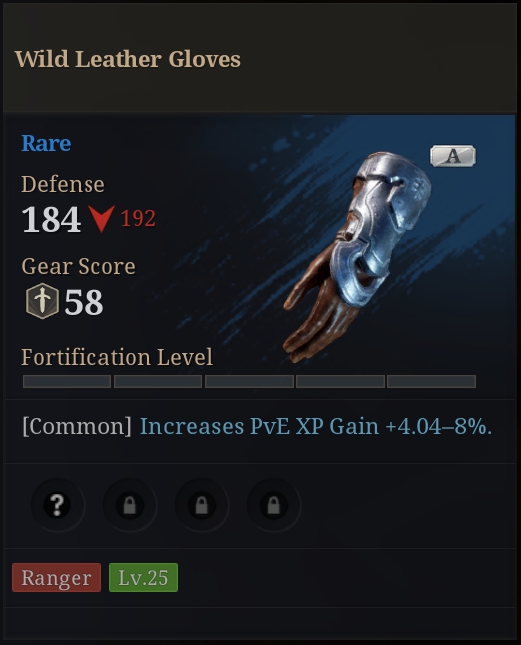 Wild Leather Gloves
Rare
A
Defense
184 192
Gear Score
58
Fortification Level
[Common] Increases PvE XP Gain +4.04–8%.
?
Ranger Lv.25